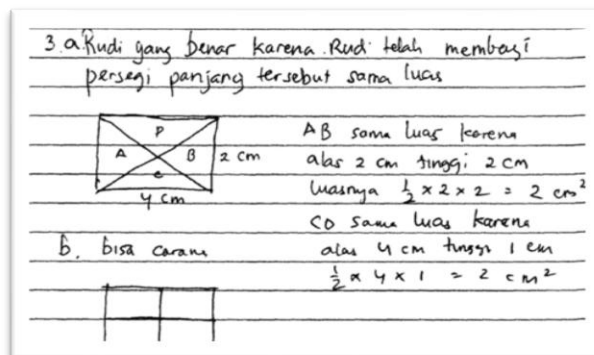 3. a. Rudi yang benar karena Rudi telah membagi
persegi panjang tersebut sama luas
P
A B 2 cm
c
4 cm
AB sama luas karena
alas 2 cm tinggi 2 cm
luasnya ½ × 2 × 2 = 2 cm²
CD sama luas karena
alas 4 cm tinggi 1 cm
½ × 4 × 1 = 2 cm²
b. bisa caranya